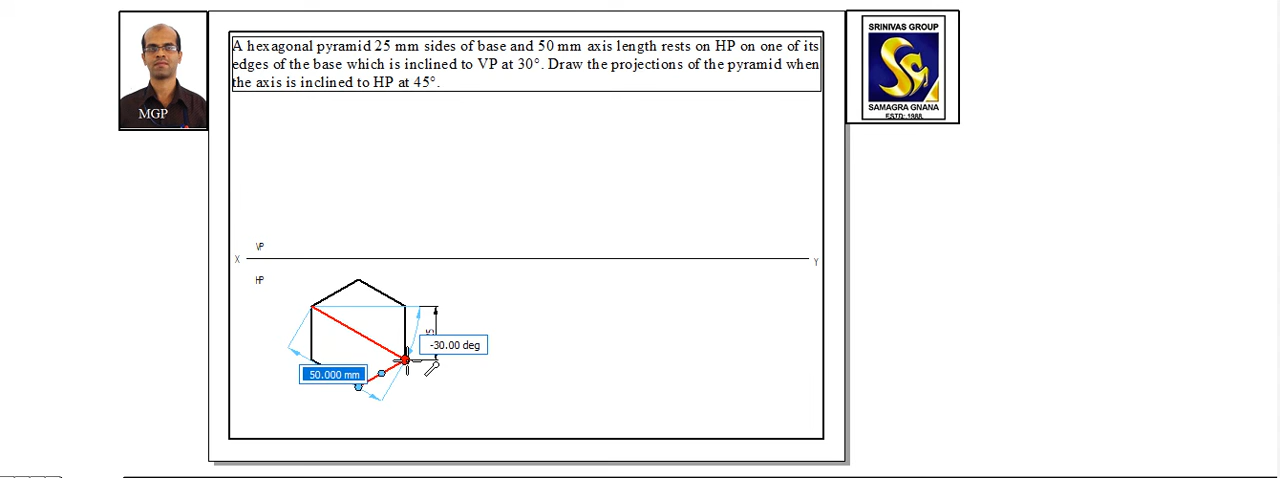 SRINIVAS GROUP
A hexagonal pyramid 25 mm sides of base and 50 mm axis length rests on HP on one of its
edges of the base which is inclined to VP at 30°. Draw the projections of the pyramid when
the axis is inclined to HP at 45°.
MGP
SAMAGRA GNANA
ESTD: 1988
VP
X
Y
HP
-30.00 deg
50.000 mm